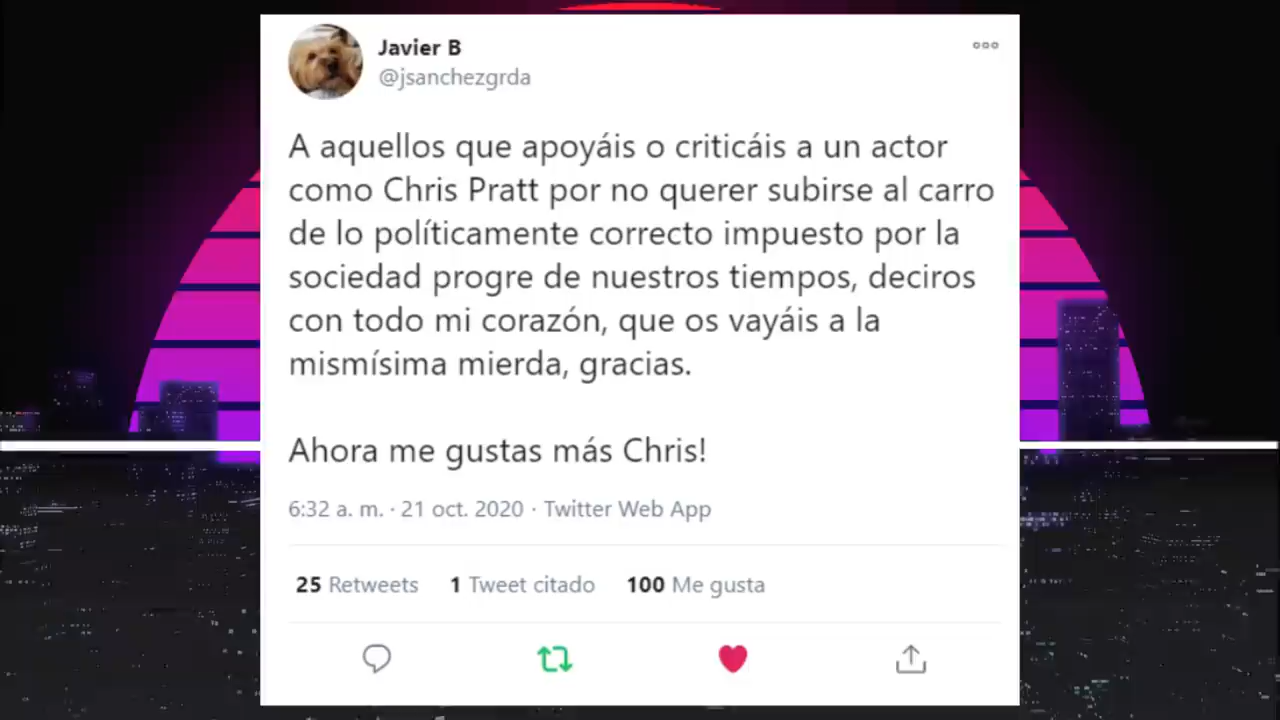 Javier B
@jsanchezgrda
A aquellos que apoyáis o criticáis a un actor
como Chris Pratt por no querer subirse al carro
de lo políticamente correcto impuesto por la
sociedad progre de nuestros tiempos, deciros
con todo mi corazón, que os vayáis a la
mismísima mierda, gracias.
Ahora me gustas más Chris!
6:32 a. m. · 21 oct. 2020 · Twitter Web App
25 Retweets 1 Tweet citado 100 Me gusta